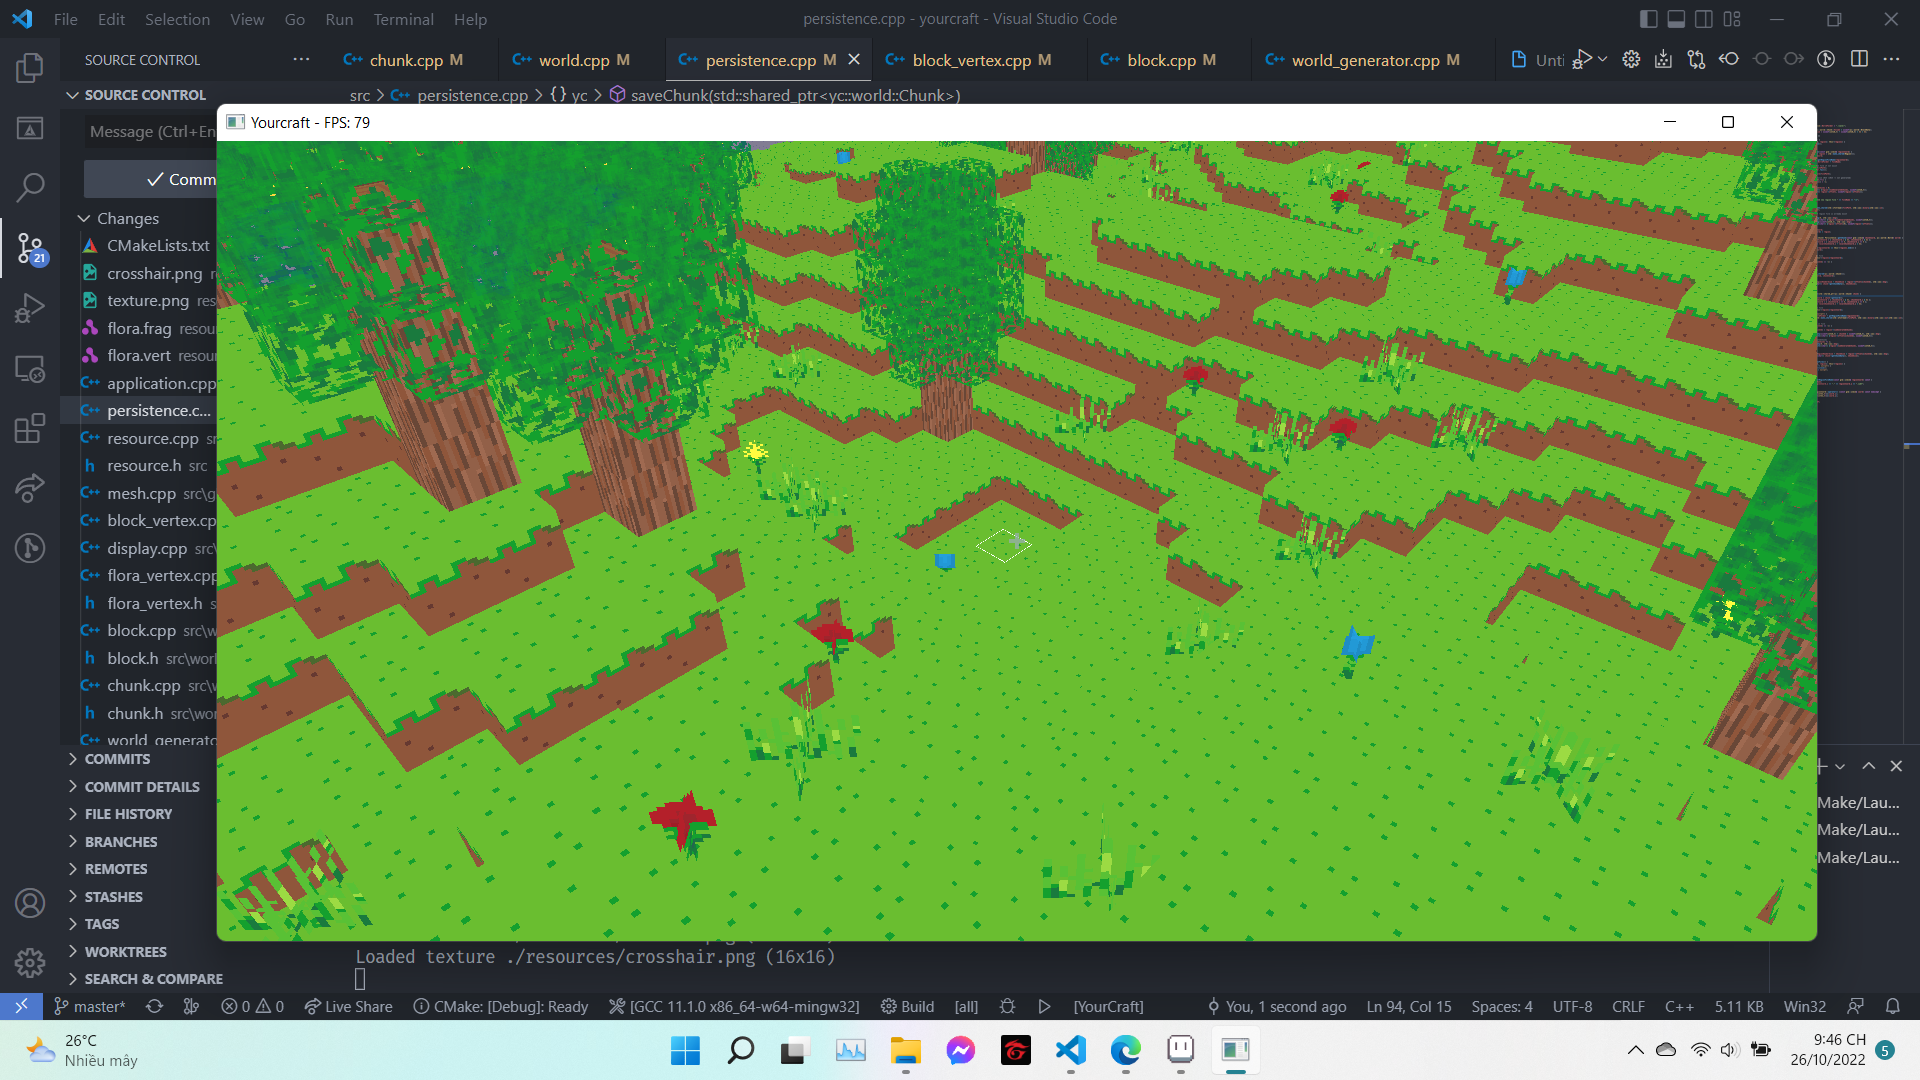 File Edit Selection View Go Run Terminal Help
persistence.cpp - yourcraft - Visual Studio Code
SOURCE CONTROL
chunk.cpp M
world.cpp M
persistence.cpp M
block_vertex.cpp M
block.cpp M
world_generator.cpp M
Unti
SOURCE CONTROL
src > persistence.cpp > {} yc > saveChunk(std::shared_ptr<yc::world::Chunk>)
Message (Ctrl+En
Yourcraft - FPS: 79
Comm
Changes
CMakeLists.txt
crosshair.png re
texture.png res
flora.frag resou
21
flora.vert resour
application.cpp
persistence.c...
resource.cpp sr
resource.h src
mesh.cpp src\g
block_vertex.cp
display.cpp src\
flora_vertex.cpp
flora_vertex.h s
block.cpp src\w
block.h src\worl
chunk.cpp src\w
chunk.h src\wor
world_generato
COMMITS
COMMIT DETAILS
FILE HISTORY
BRANCHES
REMOTES
STASHES
TAGS
WORKTREES
SEARCH & COMPARE
Make/Lau...
Make/Lau...
Make/Lau...
Loaded texture ./resources/crosshair.png (16x16)
master* 0 0 Live Share CMake: [Debug]: Ready [GCC 11.1.0 x86_64-w64-mingw32] Build [all] [YourCraft] You, 1 second ago Ln 94, Col 15 Spaces: 4 UTF-8 CRLF C++ 5.11 KB Win32
26°C
Nhiều mây
9:46 CH
26/10/2022
5